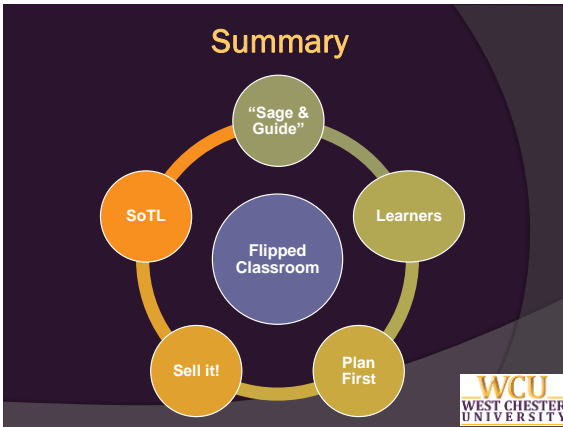 Summary
“Sage &
Guide”
SoTL
Learners
Flipped
Classroom
Sell it!
Plan
First
WCU
WEST CHESTER
UNIVERSITY